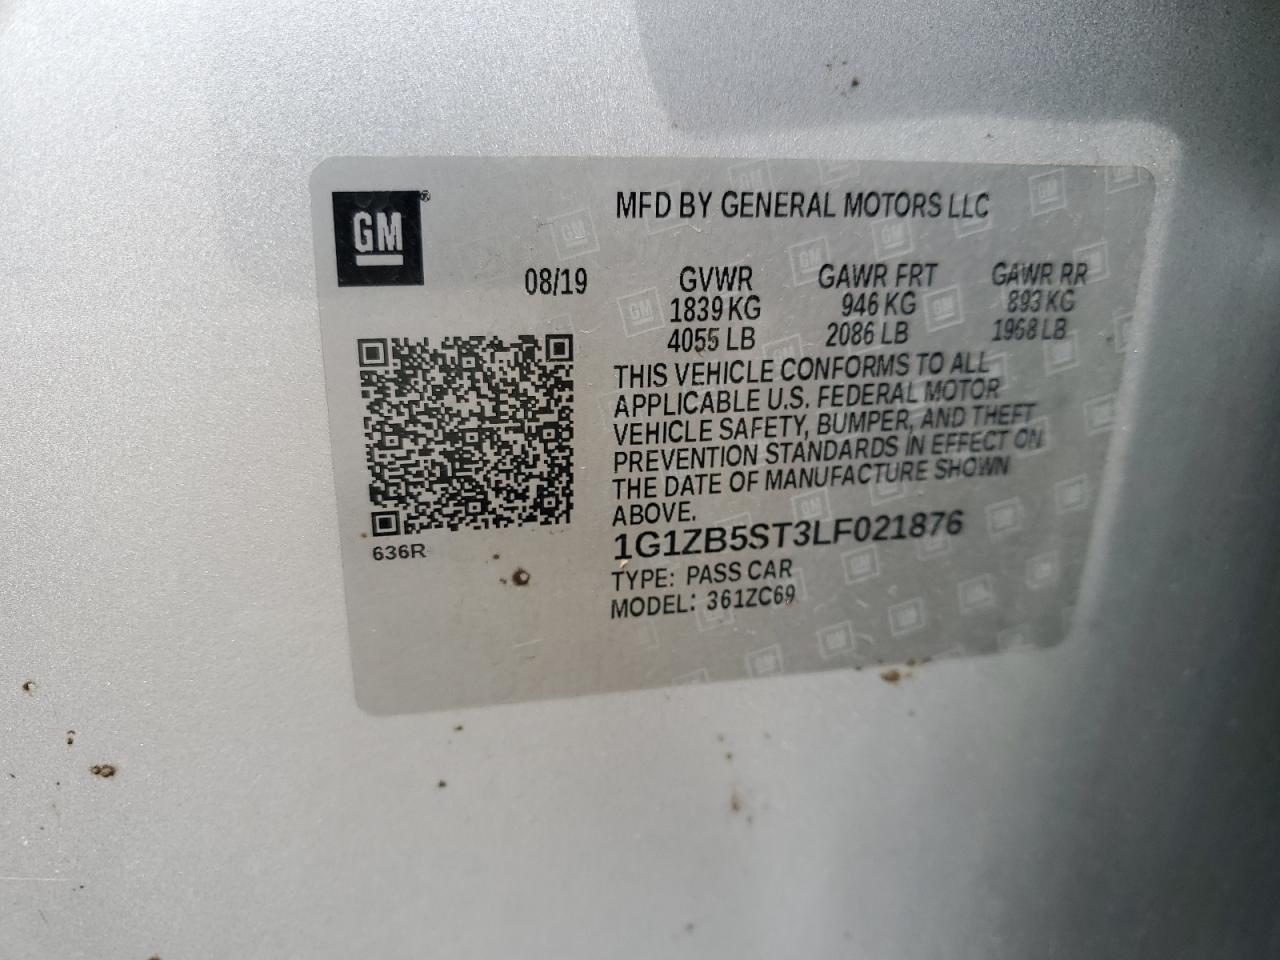 GM®
MFD BY GENERAL MOTORS LLC
08/19 GVWR GAWR FRT GAWR RR
1839 KG 946 KG 893 KG
4055 LB 2086 LB 1968 LB
THIS VEHICLE CONFORMS TO ALL
APPLICABLE U.S. FEDERAL MOTOR
VEHICLE SAFETY, BUMPER, AND THEFT
PREVENTION STANDARDS IN EFFECT ON
THE DATE OF MANUFACTURE SHOWN
ABOVE.
1G1ZB5ST3LF021876
636R
TYPE: PASS CAR
MODEL: 361ZC69